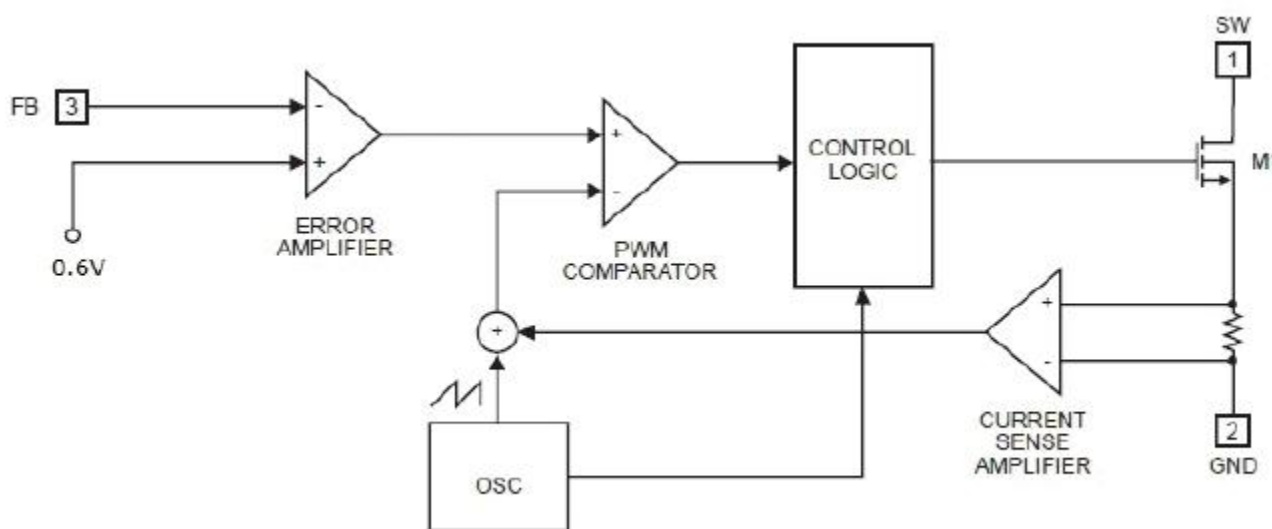 SW
1
FB
3
-
+
ERROR
AMPLIFIER
0.6V
+
-
PWM
COMPARATOR
CONTROL
LOGIC
M
+
+
-
CURRENT
SENSE
AMPLIFIER
2
GND
OSC